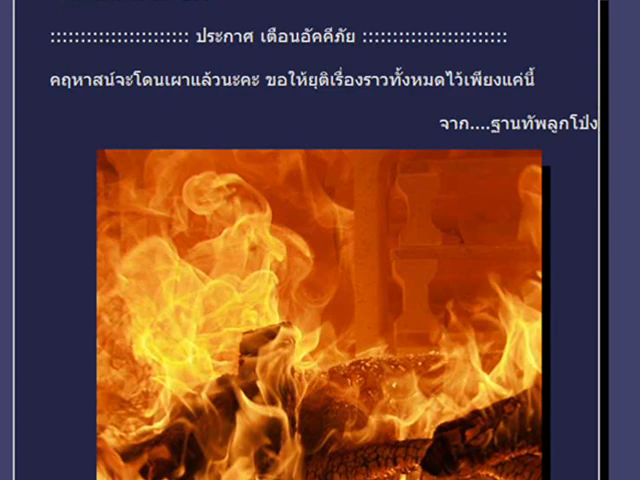 ::::::::::::::::::::::: ประกาศ เตือนอัคคีภัย ::::::::::::::::::::::::
คฤหาสน์จะโดนเผาแล้วนะคะ ขอให้ยุติเรื่องราวทั้งหมดไว้เพียงแค่นี้
จาก....ฐานทัพลูกโป่ง